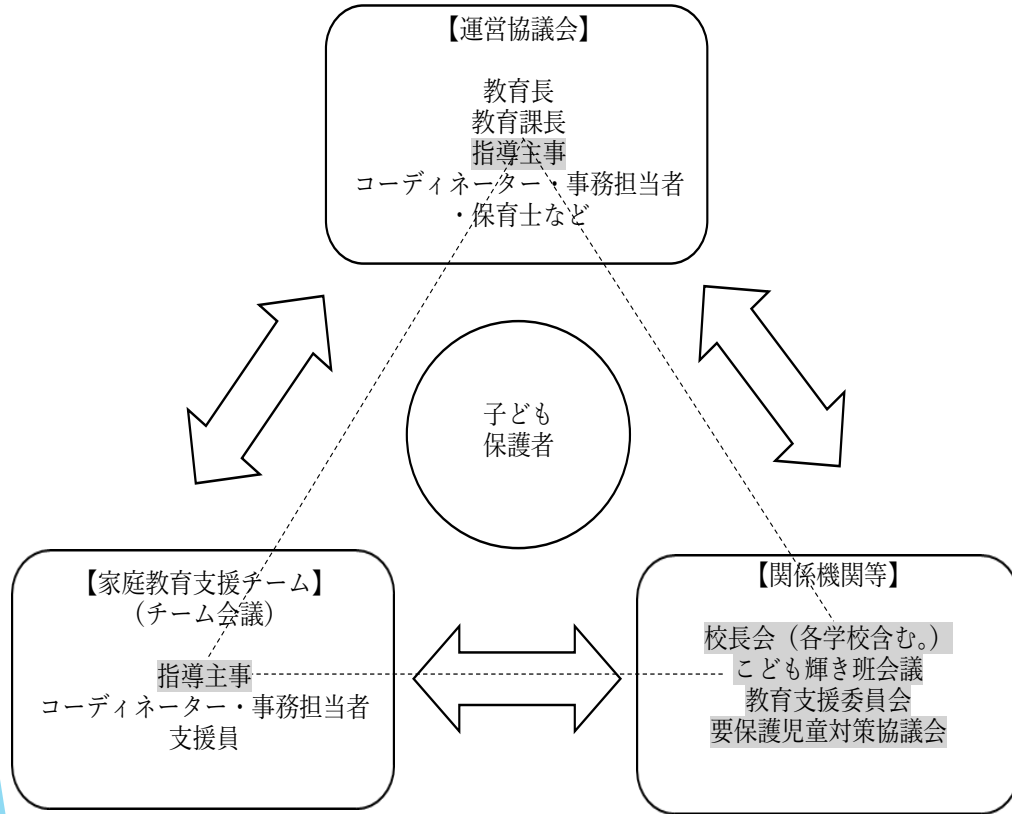 【運営協議会】
教育長
教育課長
指導主事
コーディネーター・事務担当者
・保育士など
子ども
保護者
【家庭教育支援チーム】
（チーム会議）
指導主事
コーディネーター・事務担当者
支援員
【関係機関等】
校長会（各学校含む。）
こども輝き班会議
教育支援委員会
要保護児童対策協議会